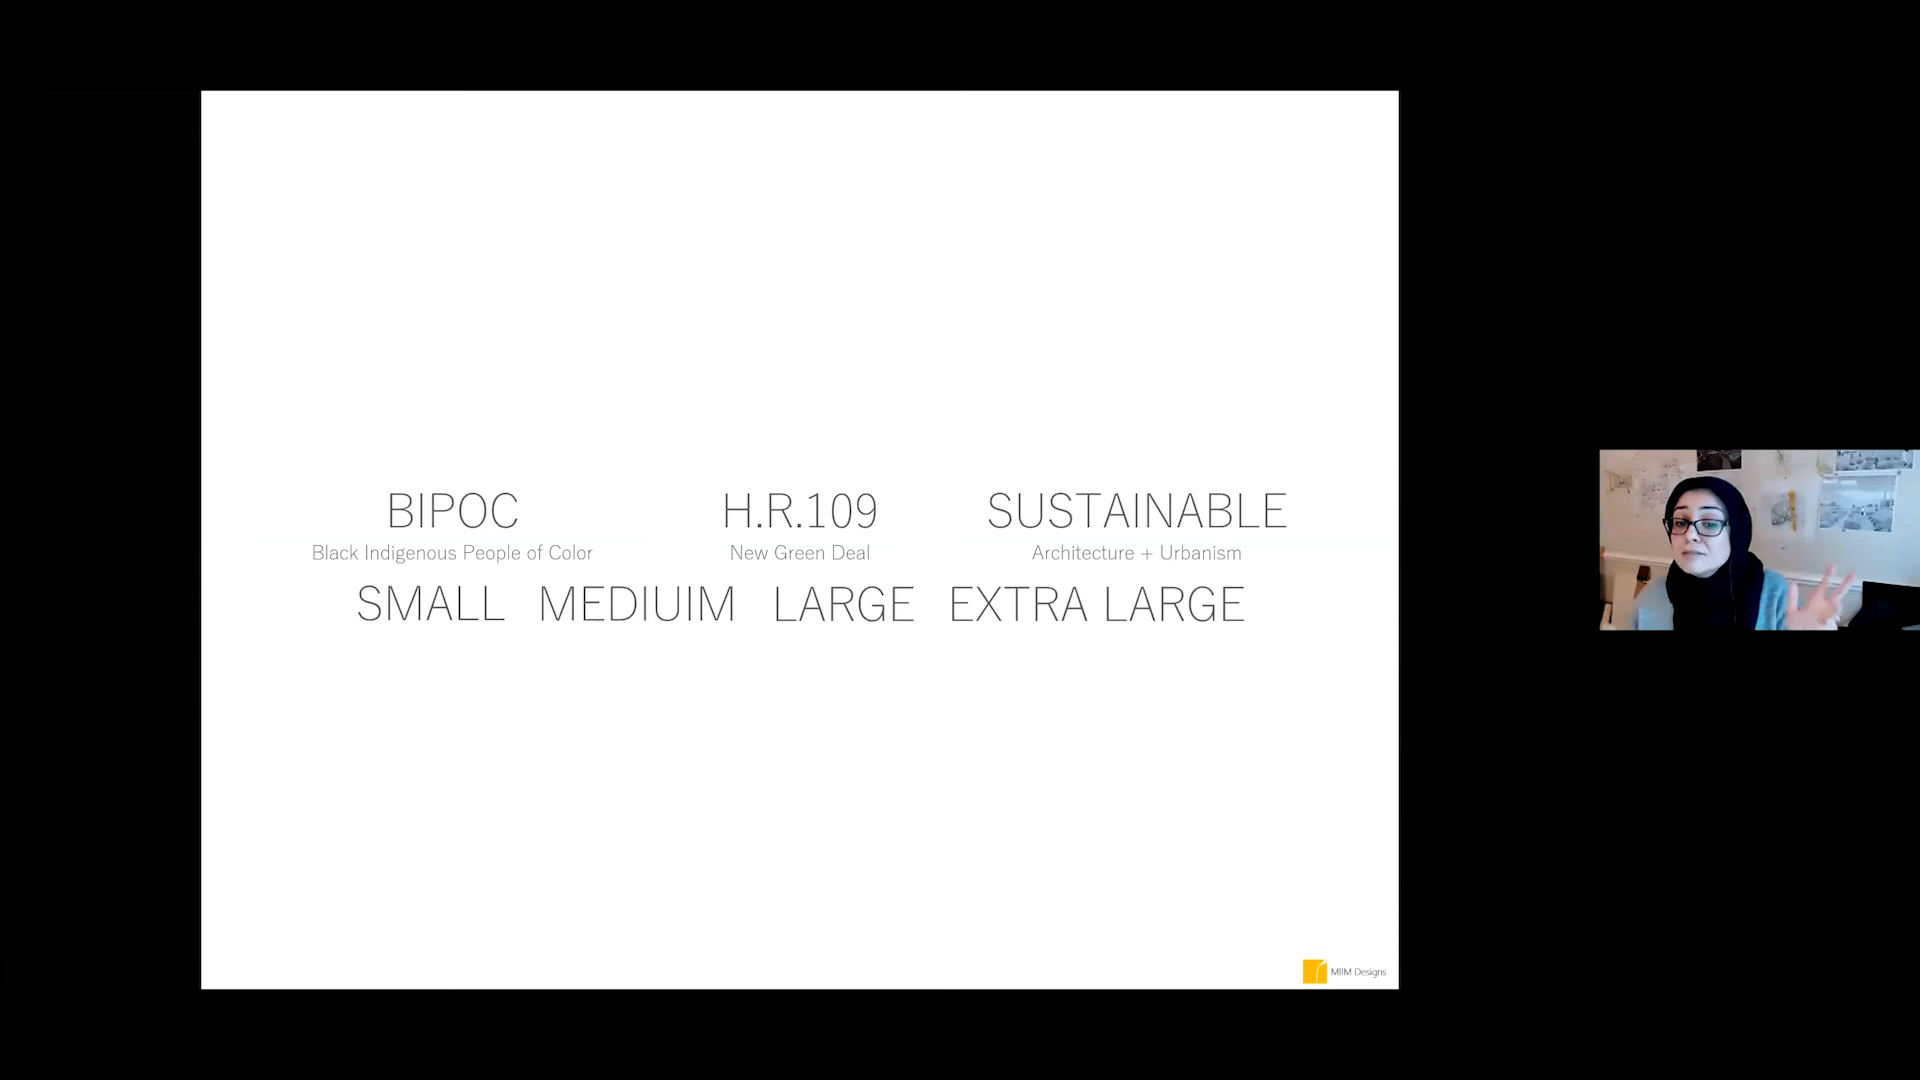 BIPOC H.R.109 SUSTAINABLE
Black Indigenous People of Color New Green Deal Architecture + Urbanism
SMALL MEDIUIM LARGE EXTRA LARGE
MIIM Designs